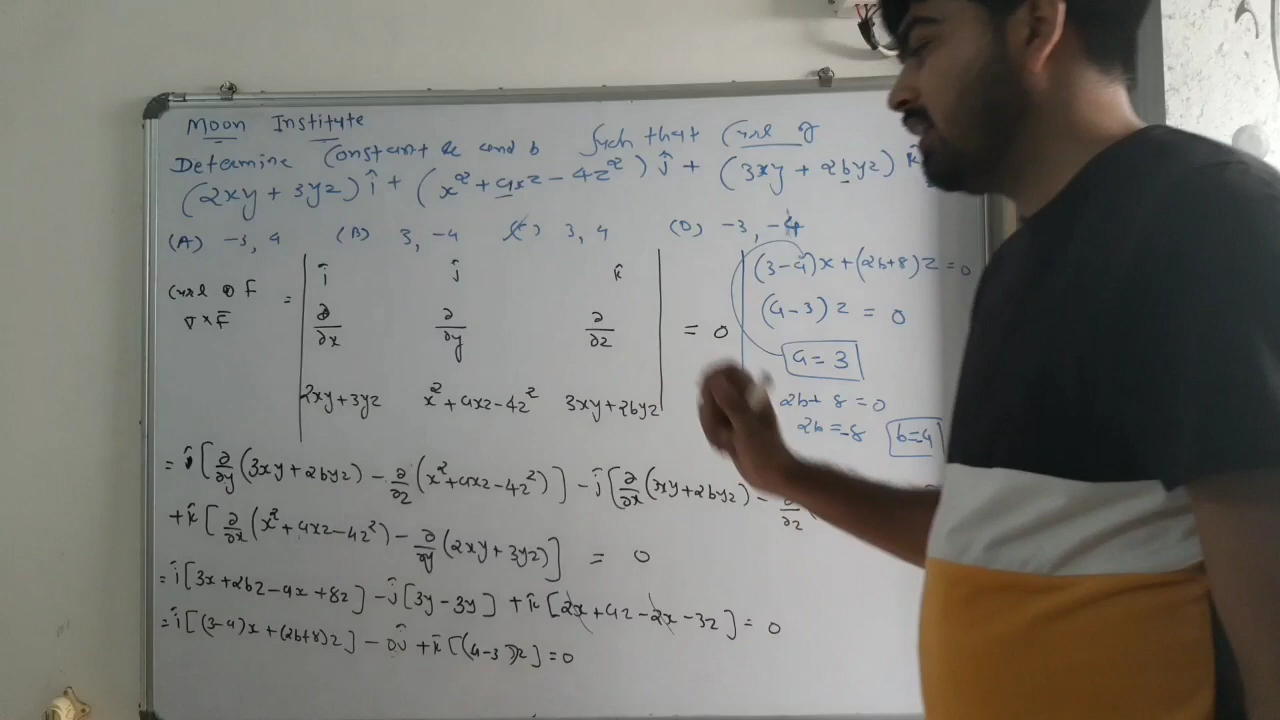 Moon Institute
Determine Constant a and b Such that Curl of
(2xy + 3yz) î + (x² + axz - 4z²) ĵ + (3xy + 2byz) k̂
(A) -3, 4 (B) 3, -4 (C) 3, 4 (D) -3, -4
Curl of F
∇ × F̄ =
î ĵ k̂
∂/∂x ∂/∂y ∂/∂z
2xy+3yz x²+axz-4z² 3xy+2byz
= 0
(3-a)x+(2b+8)z=0
(a-3)z = 0
a = 3
2b+8=0
2b=-8 b=4
= î [∂/∂y (3xy+2byz) - ∂/∂z (x²+axz-4z²)] - ĵ [∂/∂x (3xy+2byz) - ∂/∂z (
+ k̂ [∂/∂x (x²+axz-4z²) - ∂/∂y (2xy+3yz)] = 0
= î [3x+2bz-ax+8z] - ĵ [3y-3y] + k̂ [2x+az-2x-3z] = 0
= î [(3-a)x+(2b+8)z] - 0ĵ + k̂ [(a-3)z] = 0